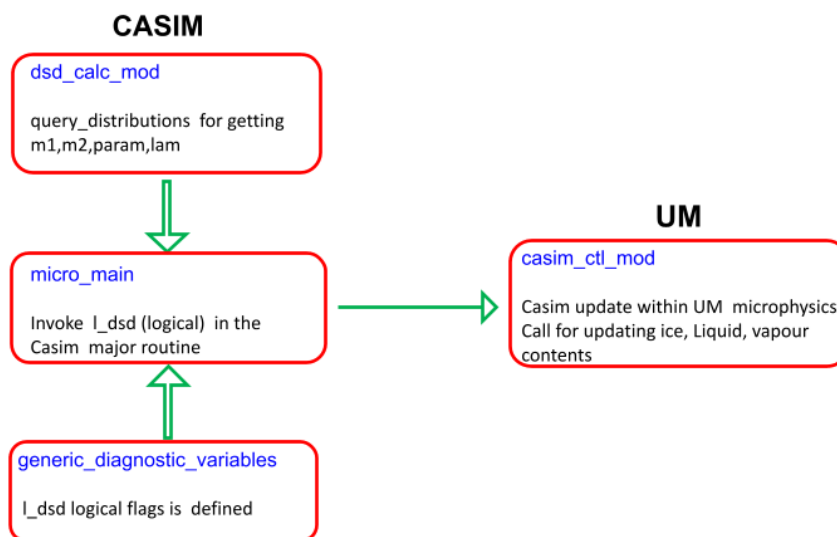 CASIM
dsd_calc_mod
query_distributions for getting
m1,m2,param,lam
micro_main
Invoke l_dsd (logical) in the
Casim major routine
generic_diagnostic_variables
l_dsd logical flags is defined
UM
casim_ctl_mod
Casim update within UM microphysics
Call for updating ice, Liquid, vapour
contents